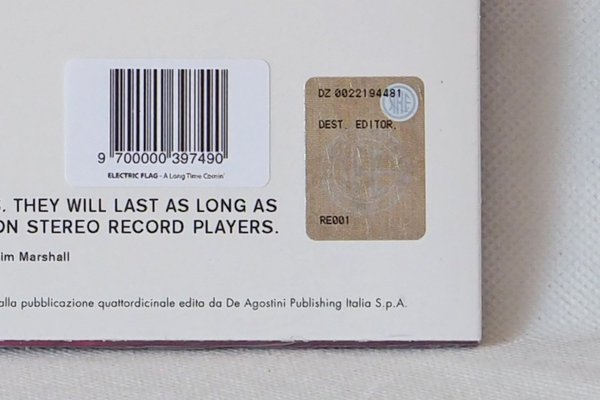 9 700000 397490
ELECTRIC FLAG - A Long Time Comin'
DZ 0022194481
DEST. EDITOR.
RE001
S. THEY WILL LAST AS LONG AS
ON STEREO RECORD PLAYERS.
im Marshall
alla pubblicazione quattordicinale edita da De Agostini Publishing Italia S.p.A.